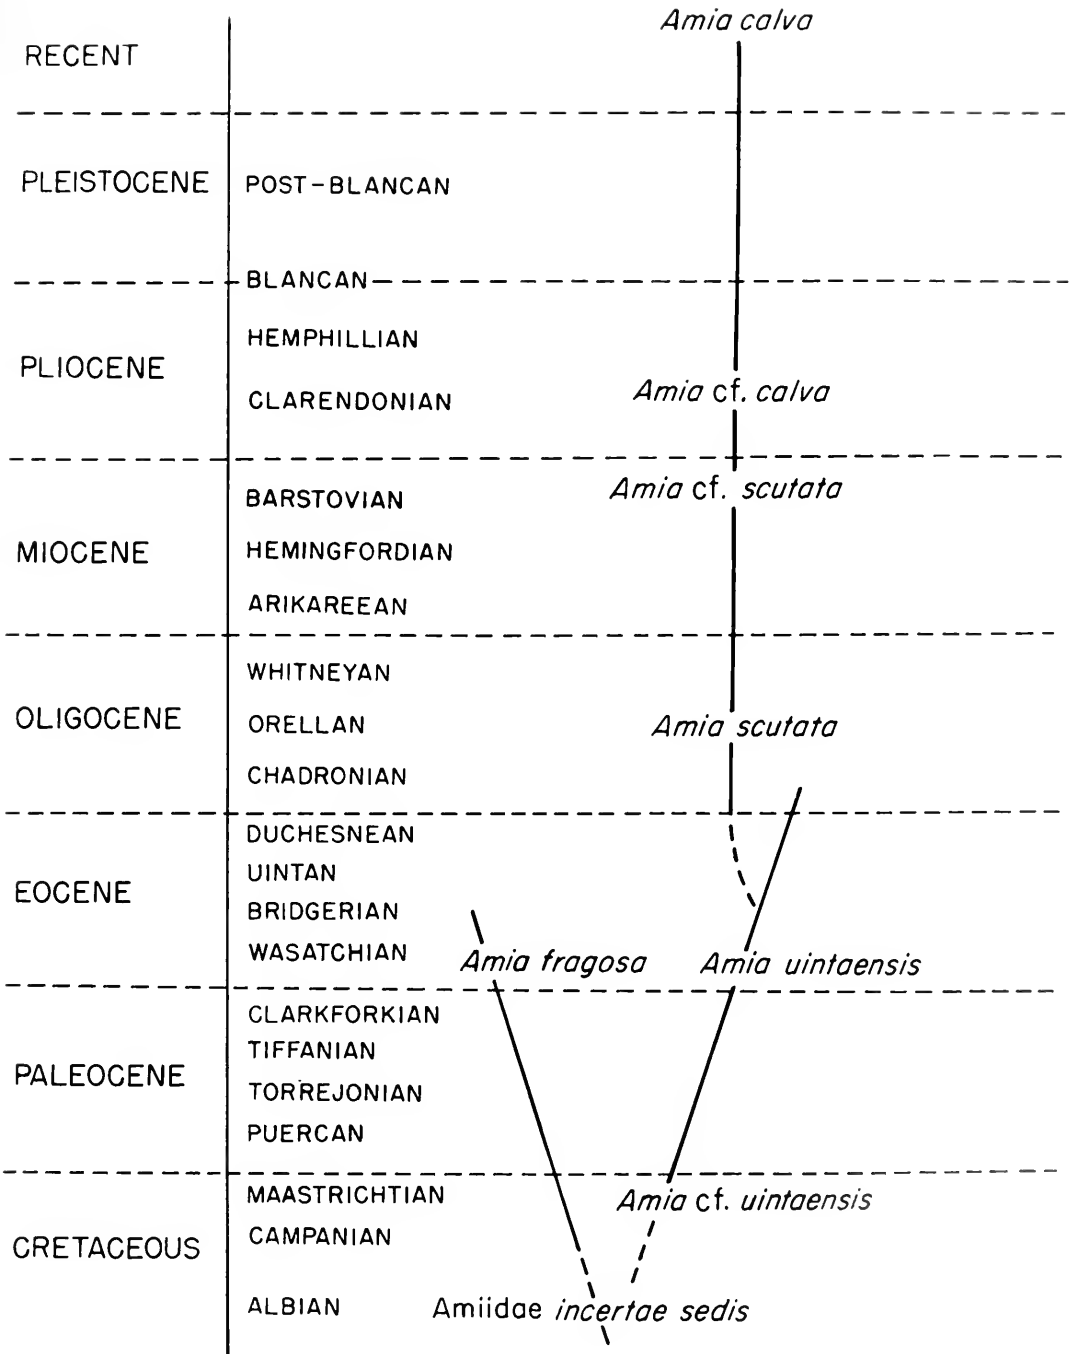 Amia calva
RECENT
PLEISTOCENE POST-BLANCAN
BLANCAN
HEMPHILLIAN
PLIOCENE
CLARENDONIAN Amia cf. calva
BARSTOVIAN Amia cf. scutata
MIOCENE HEMINGFORDIAN
ARIKAREEAN
WHITNEYAN
OLIGOCENE ORELLAN Amia scutata
CHADRONIAN
DUCHESNEAN
UINTAN
EOCENE
BRIDGERIAN
WASATCHIAN Amia fragosa Amia uintaensis
CLARKFORKIAN
TIFFANIAN
PALEOCENE
TORREJONIAN
PUERCAN
MAASTRICHTIAN Amia cf. uintaensis
CAMPANIAN
CRETACEOUS
ALBIAN Amiidae incertae sedis